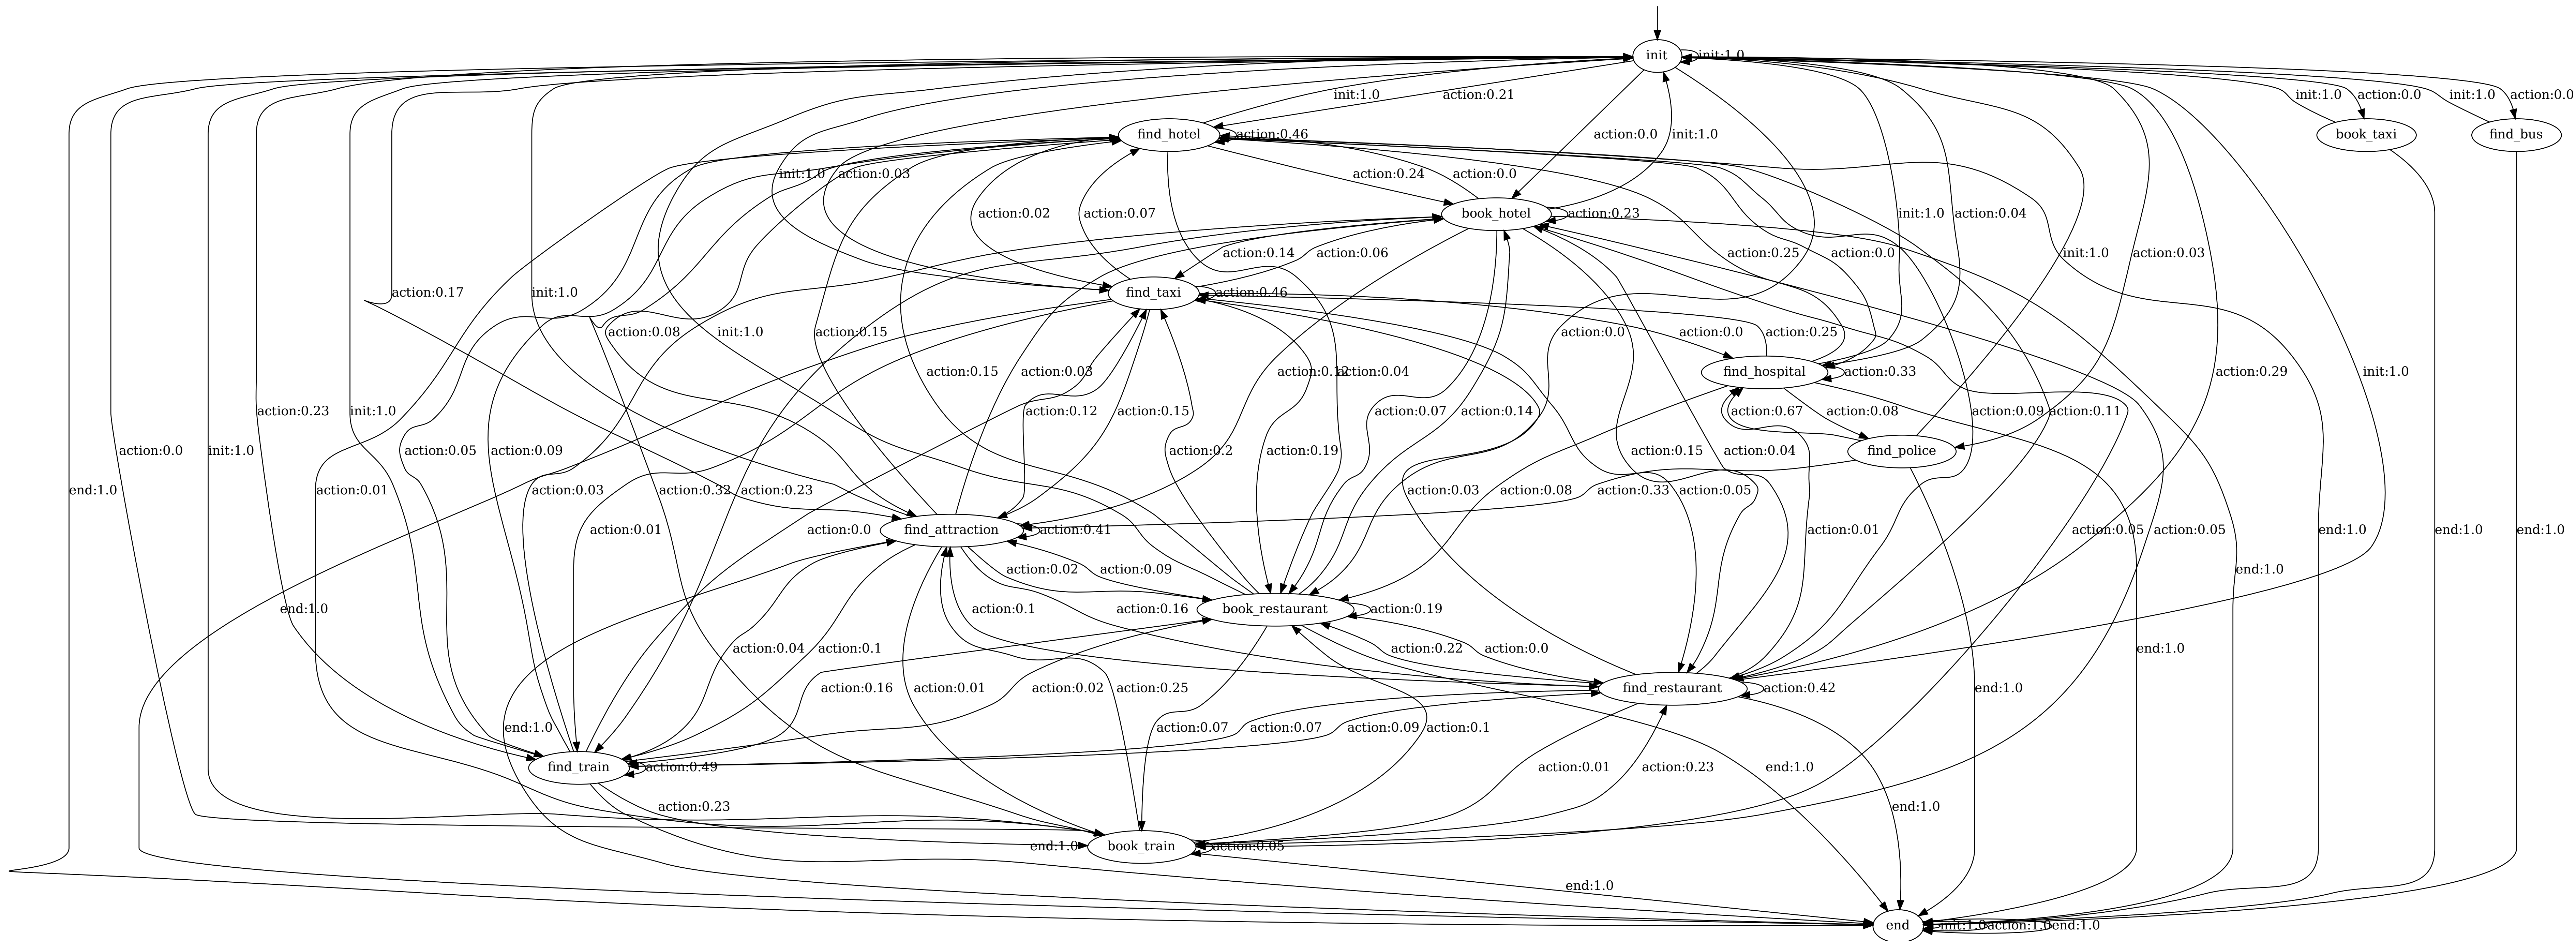 init
init:1.0
find_hotel
init:1.0
action:0.21
action:0.46
action:0.0
init:1.0
init:1.0
action:0.0
init:1.0
action:0.0
book_taxi
find_bus
init:1.0
action:0.03
action:0.24
action:0.0
action:0.02
action:0.07
book_hotel
action:0.23
init:1.0
action:0.04
action:0.14
action:0.06
action:0.25
action:0.0
init:1.0
action:0.03
action:0.17
init:1.0
find_taxi
action:0.46
action:0.08
init:1.0
action:0.15
action:0.0
action:0.0
action:0.25
action:0.15
action:0.03
action:0.12
action:0.04
find_hospital
action:0.33
action:0.29
init:1.0
action:0.23
init:1.0
action:0.12
action:0.15
action:0.07
action:0.14
action:0.67
action:0.08
action:0.09
action:0.11
action:0.0
init:1.0
action:0.05
action:0.09
action:0.2
action:0.19
action:0.15
action:0.04
find_police
end:1.0
action:0.01
action:0.03
action:0.32
action:0.23
action:0.03
action:0.08
action:0.33
action:0.05
action:0.01
action:0.0
find_attraction
action:0.41
action:0.01
action:0.05
action:0.05
end:1.0
end:1.0
end:1.0
action:0.02
action:0.09
end:1.0
end:1.0
action:0.1
action:0.16
book_restaurant
action:0.19
action:0.04
action:0.1
action:0.22
action:0.0
end:1.0
action:0.16
action:0.02
action:0.01
action:0.25
find_restaurant
action:0.42
end:1.0
end:1.0
action:0.07
action:0.07
action:0.09
action:0.1
find_train
action:0.49
action:0.01
action:0.23
end:1.0
action:0.23
end:1.0
end:1.0
book_train
action:0.05
end:1.0
end
init:1.0
action:1.0
end:1.0